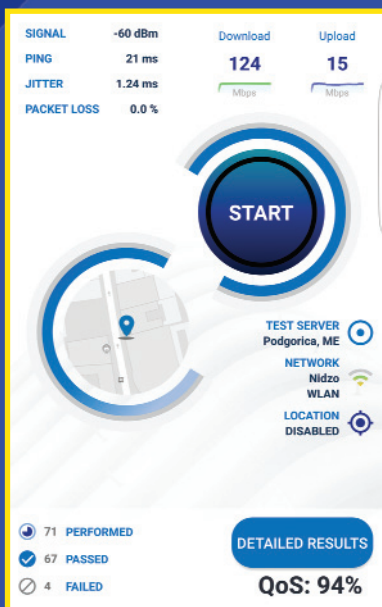 SIGNAL -60 dBm
PING 21 ms
JITTER 1.24 ms
PACKET LOSS 0.0 %
Download Upload
124 15
Mbps Mbps
START
TEST SERVER
Podgorica, ME
NETWORK
Nidzo
WLAN
LOCATION
DISABLED
71 PERFORMED
67 PASSED
4 FAILED
DETAILED RESULTS
QoS: 94%